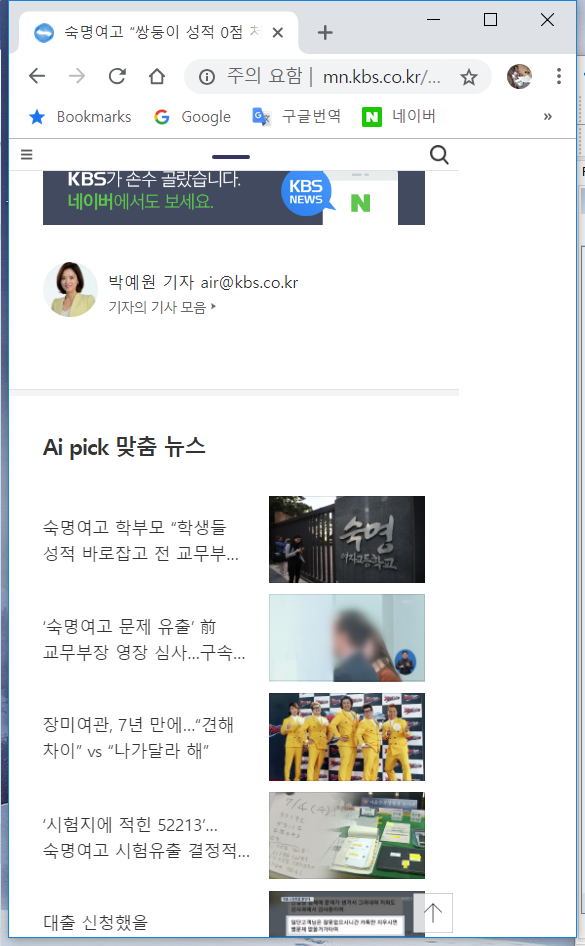 숙명여고 “쌍둥이 성적 0점
주의 요함 | mn.kbs.co.kr/...
Bookmarks Google 구글번역 네이버 »
KBS가 손수 골랐습니다.
네이버에서도 보세요.
KBS
NEWS
N
박예원 기자 air@kbs.co.kr
기자의 기사 모음
Ai pick 맞춤 뉴스
숙명여고 학부모 “학생들
성적 바로잡고 전 교무부...
숙명
여자고등학교
‘숙명여고 문제 유출’ 前
교무부장 영장 심사...구속...
장미여관, 7년 만에...“견해
차이” vs “나가달라 해”
‘시험지에 적힌 52213’...
숙명여고 시험유출 결정적...
대출 신청했을